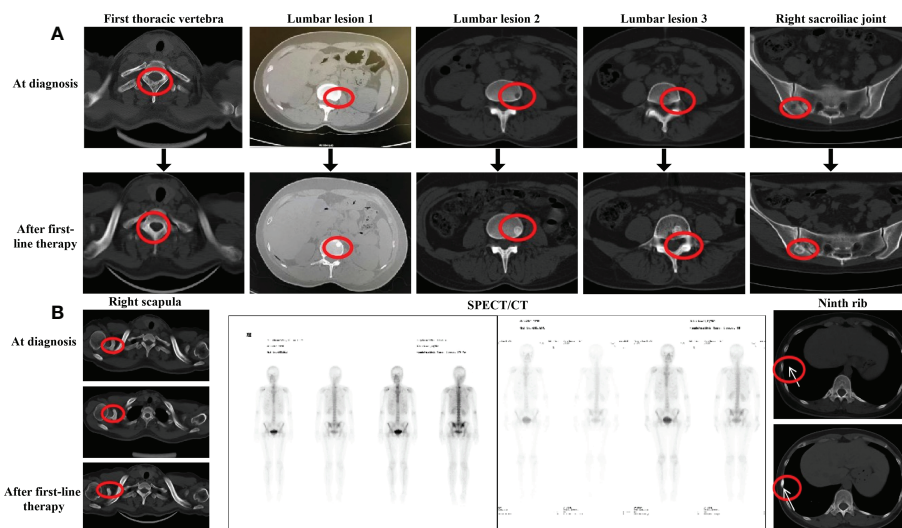 First thoracic vertebra
Lumbar lesion 1
Lumbar lesion 2
Lumbar lesion 3
Right sacroiliac joint
A
At diagnosis
After first-
line therapy
B
Right scapula
SPECT/CT
Ninth rib
At diagnosis
After first-line
therapy